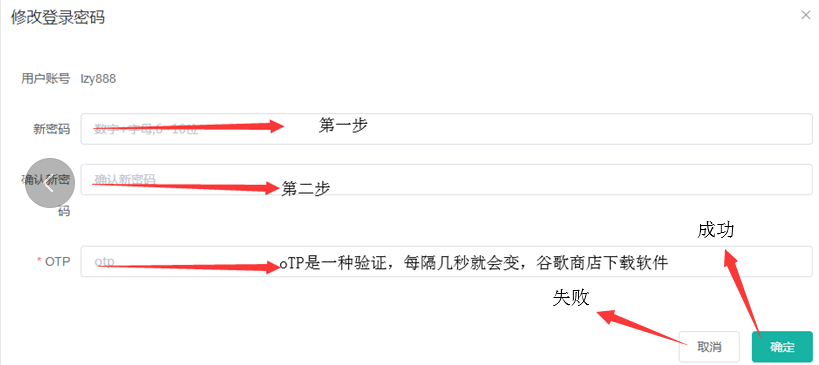 修改登录密码
用户账号 lzy888
新密码 数字+字母,6~16位 第一步
确认新密码 确认新密码 第二步
* OTP otp oTP是一种验证，每隔几秒就会变，谷歌商店下载软件
成功
失败
取消 确定